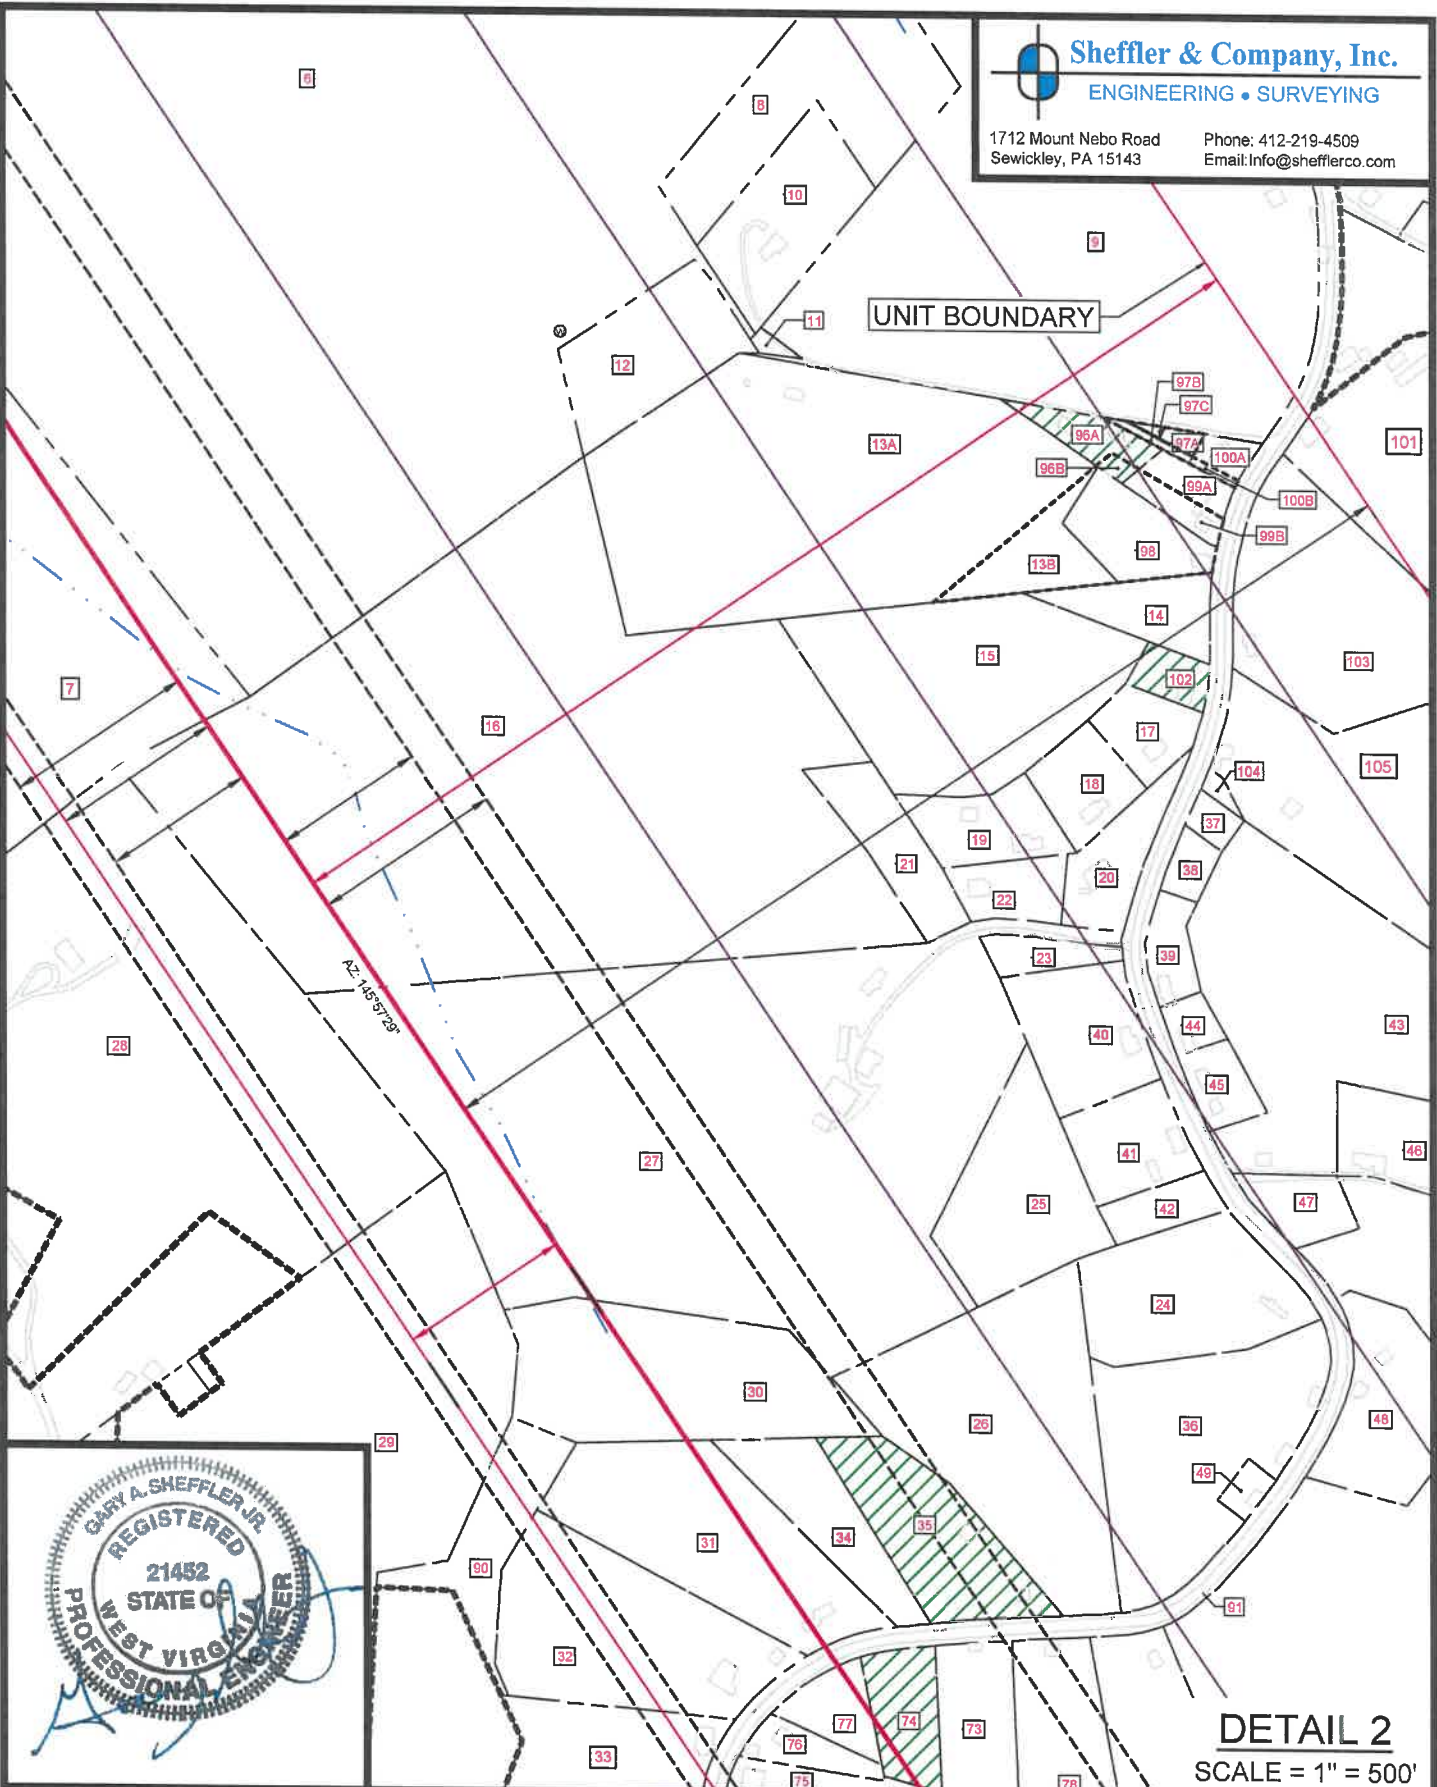 Sheffler & Company, Inc.
ENGINEERING • SURVEYING
1712 Mount Nebo Road
Sewickley, PA 15143
Phone: 412-219-4509
Email:Info@shefflerco.com
6
8
10
9
11
UNIT BOUNDARY
12
97B
97C
13A
96A
97A
101
100A
96B
99A
100B
99B
98
13B
14
15
103
102
7
16
17
105
104
18
37
19
21
38
20
22
23
39
AZ: 145°57'29"
43
44
40
28
45
46
41
27
25
47
42
24
30
48
26
36
29
49
35
34
31
90
91
32
74
77
73
76
33
75
78
GARY A. SHEFFLER JR.
REGISTERED
21452
STATE OF
WEST VIRGINIA
PROFESSIONAL ENGINEER
DETAIL 2
SCALE = 1" = 500'